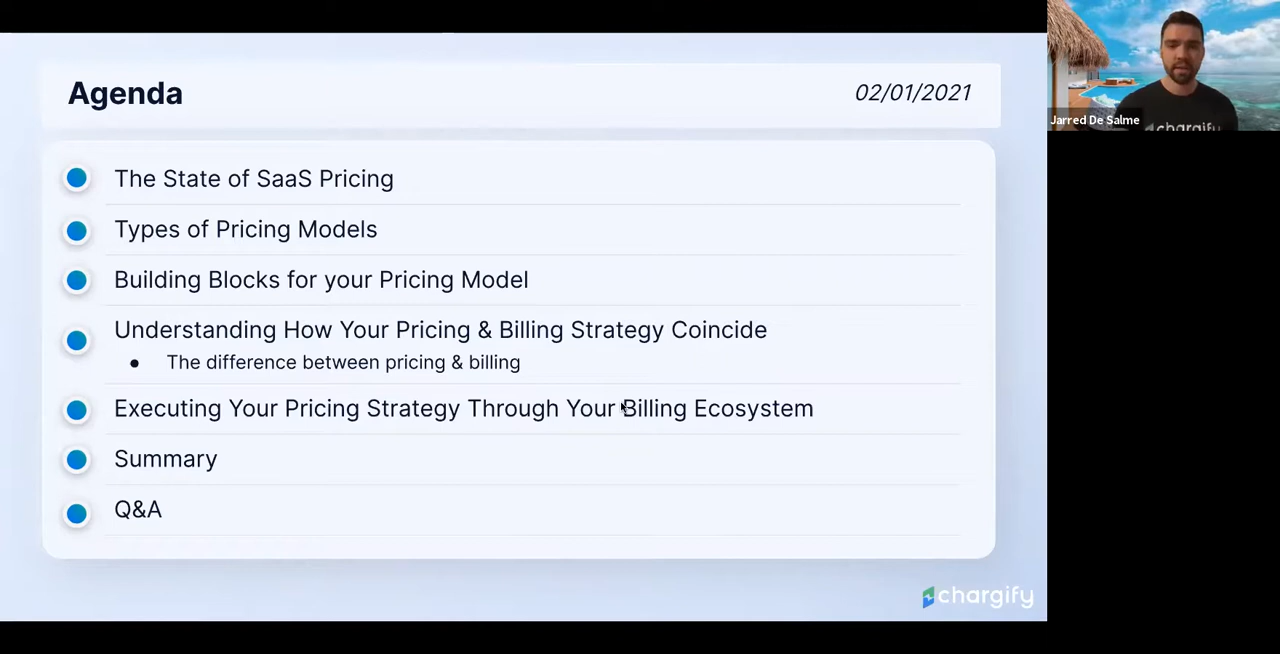 Agenda
02/01/2021
The State of SaaS Pricing
Types of Pricing Models
Building Blocks for your Pricing Model
Understanding How Your Pricing & Billing Strategy Coincide
The difference between pricing & billing
Executing Your Pricing Strategy Through Your Billing Ecosystem
Summary
Q&A
chargify
Jarred De Salme
chargify